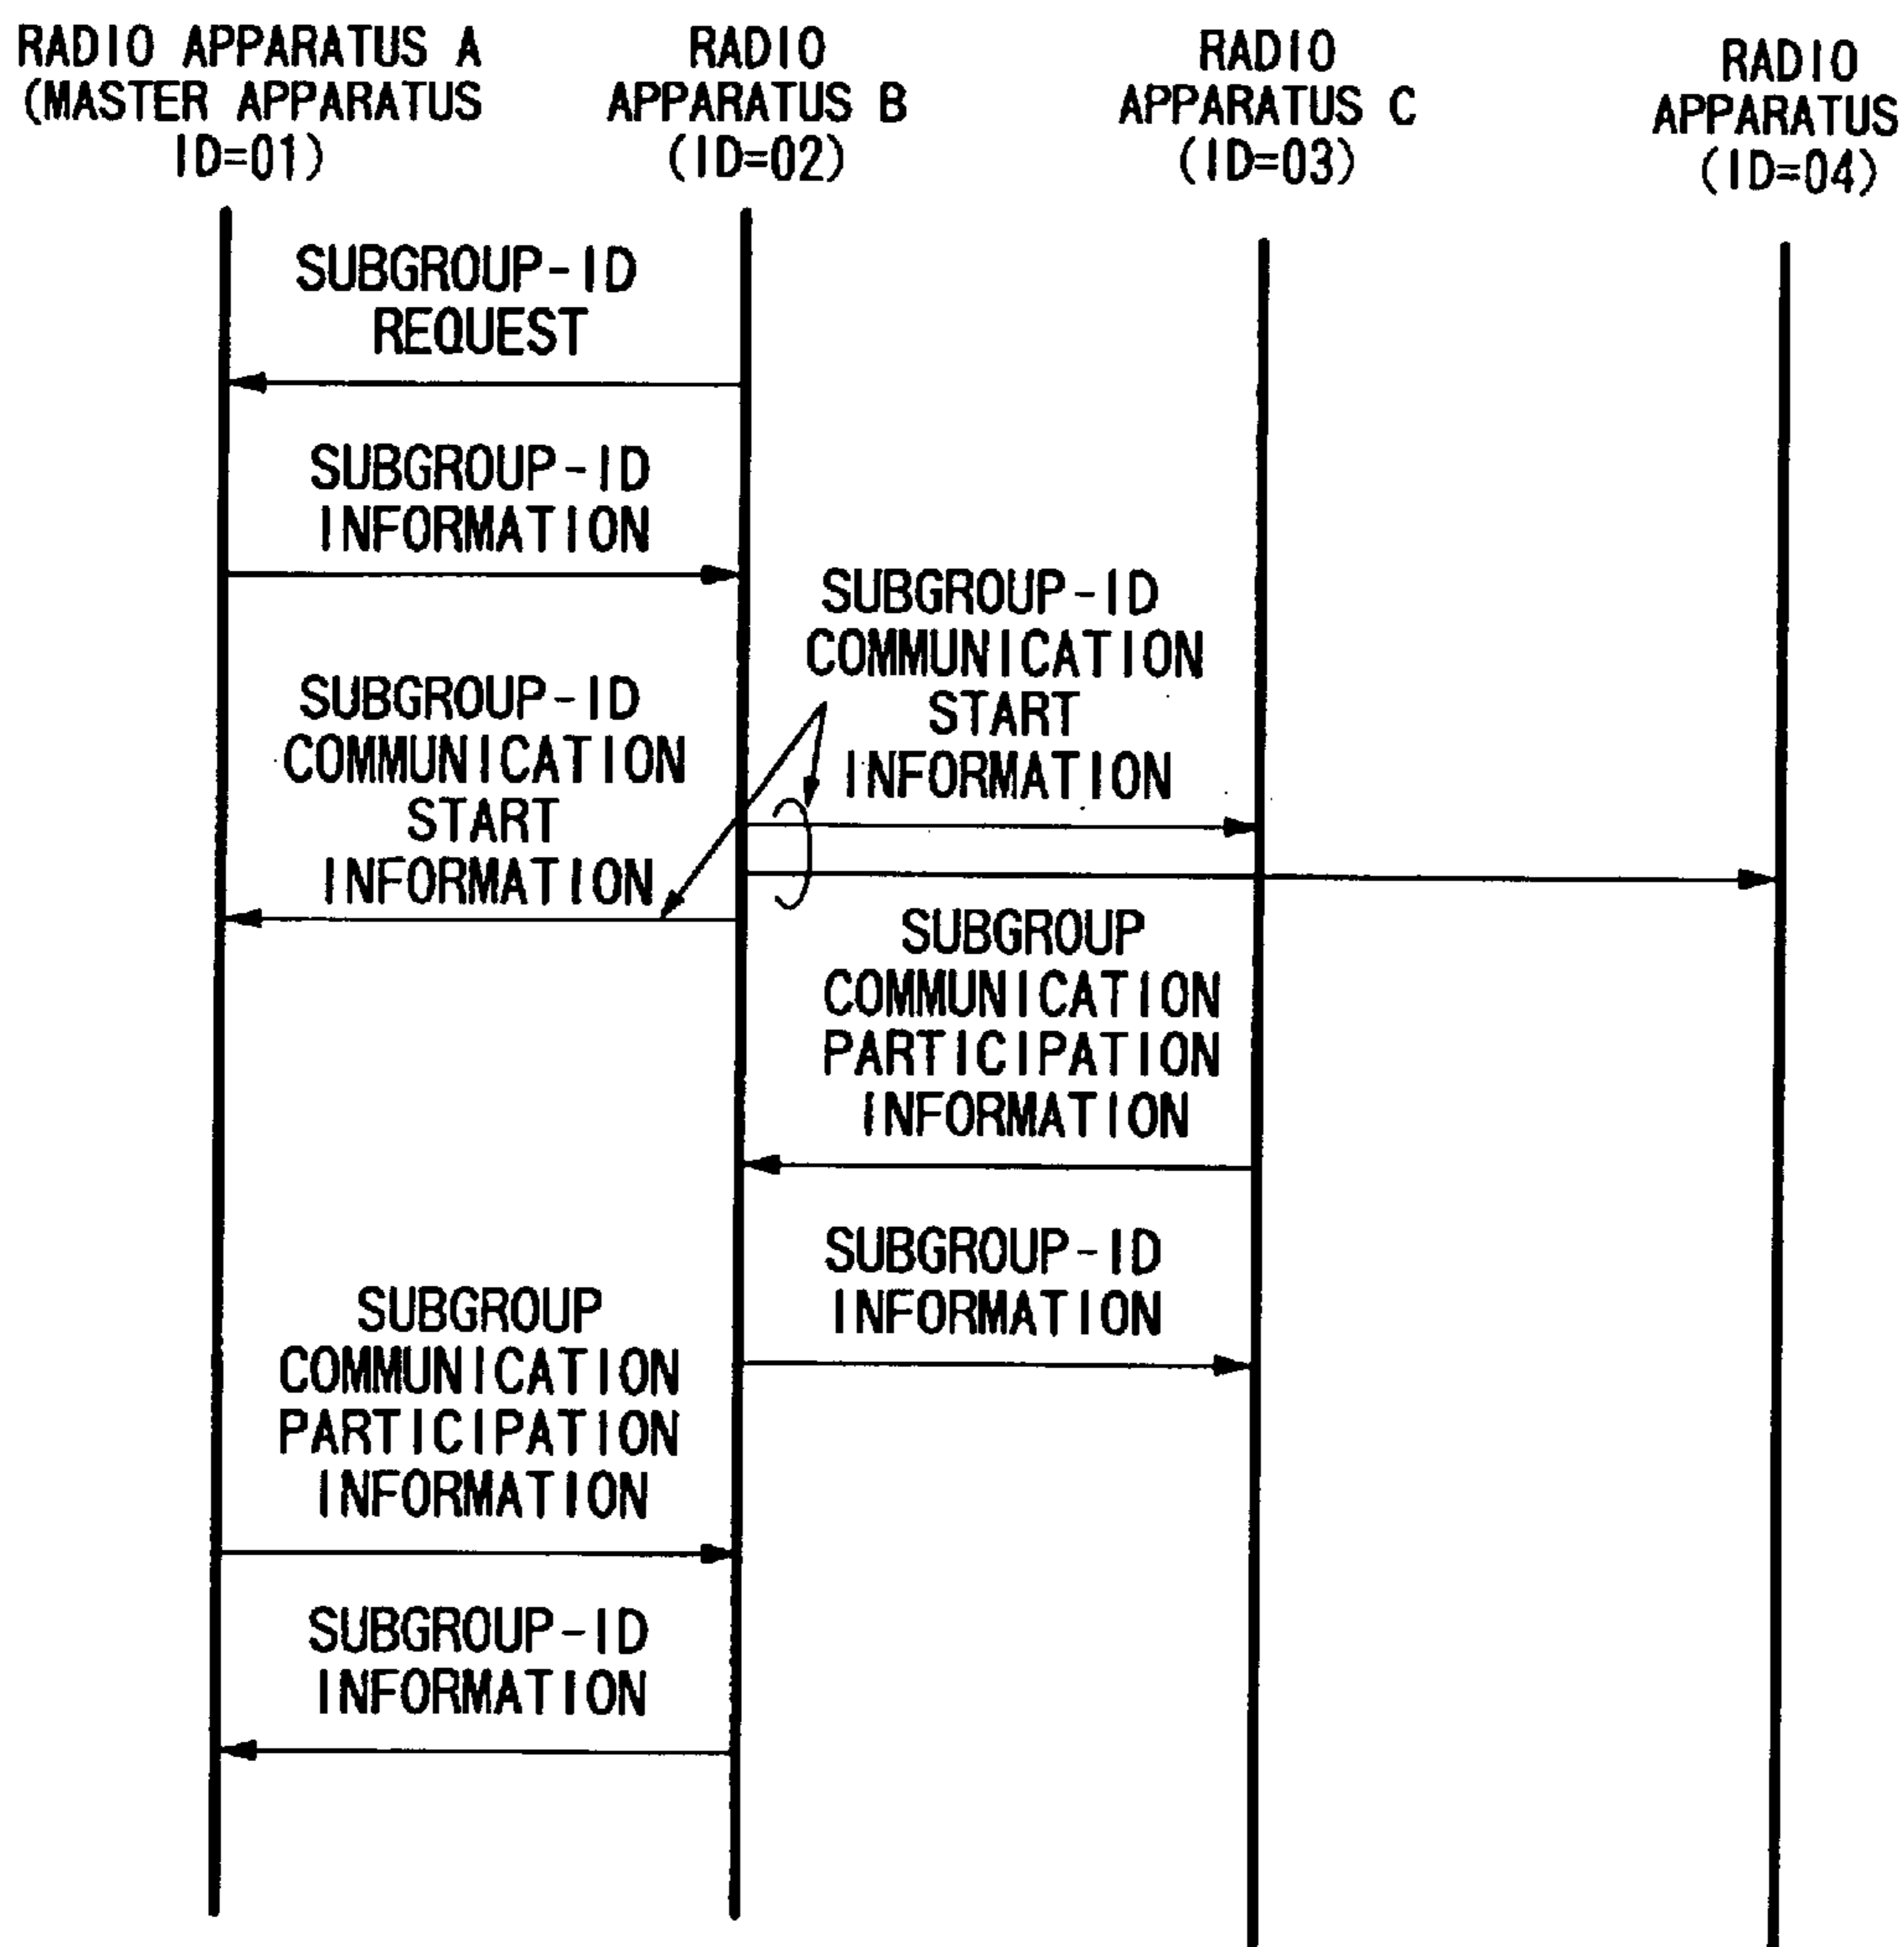 RADIO APPARATUS A
(MASTER APPARATUS
ID=01)
RADIO
APPARATUS B
(ID=02)
RADIO
APPARATUS C
(ID=03)
RADIO
APPARATUS
(ID=04)
SUBGROUP-ID
REQUEST
SUBGROUP-ID
INFORMATION
SUBGROUP-ID
COMMUNICATION
START
INFORMATION
SUBGROUP-ID
COMMUNICATION
START
INFORMATION
SUBGROUP
COMMUNICATION
PARTICIPATION
INFORMATION
SUBGROUP-ID
INFORMATION
SUBGROUP
COMMUNICATION
PARTICIPATION
INFORMATION
SUBGROUP-ID
INFORMATION